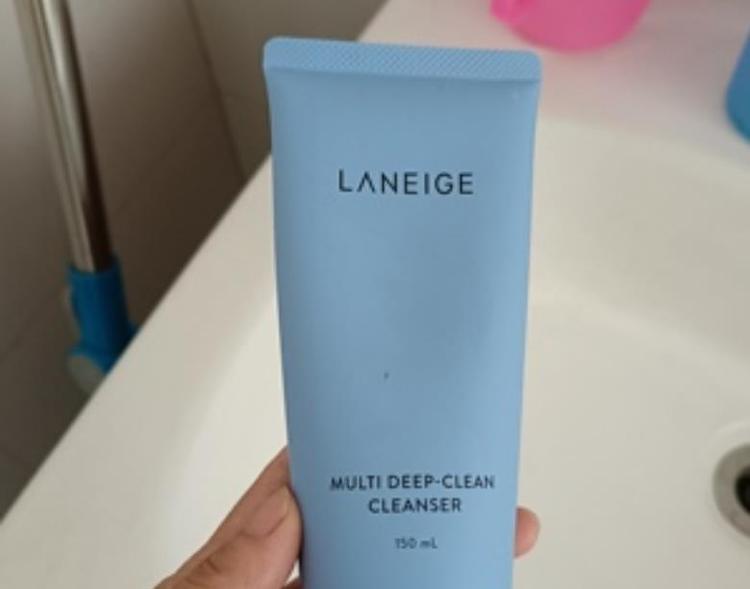 LANEIGE
MULTI DEEP-CLEAN
CLEANSER
150 mL